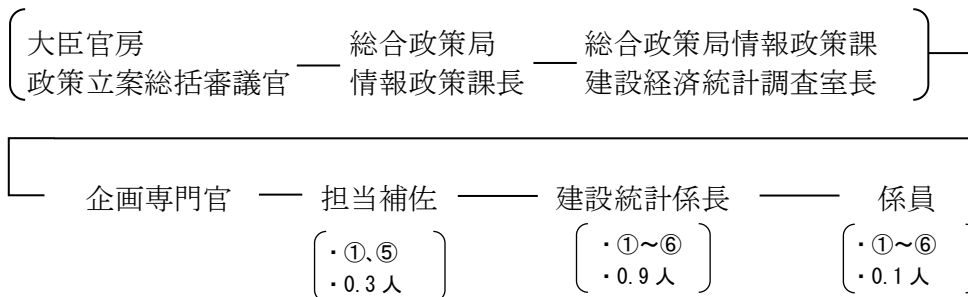 大臣官房
政策立案総括審議官
総合政策局
情報政策課長
総合政策局情報政策課
建設経済統計調査室長
企画専門官
担当補佐
・①、⑤
・0.3人
建設統計係長
・①~⑥
・0.9人
係員
・①~⑥
・0.1人